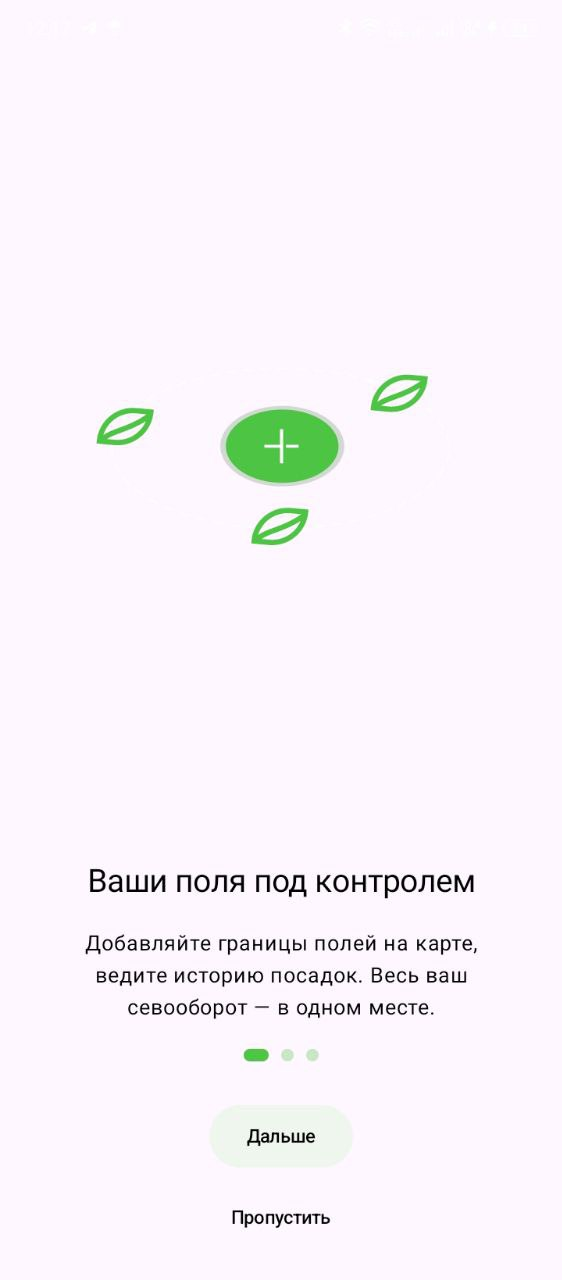 Ваши поля под контролем
Добавляйте границы полей на карте,
ведите историю посадок. Весь ваш
севооборот — в одном месте.
Дальше
Пропустить